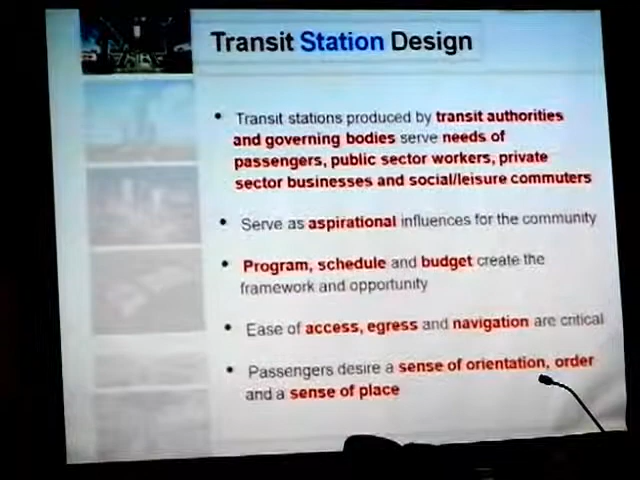 Transit Station Design
• Transit stations produced by transit authorities
and governing bodies serve needs of
passengers, public sector workers, private
sector businesses and social/leisure commuters
• Serve as aspirational influences for the community
• Program, schedule and budget create the
framework and opportunity
• Ease of access, egress and navigation are critical
• Passengers desire a sense of orientation, order
and a sense of place